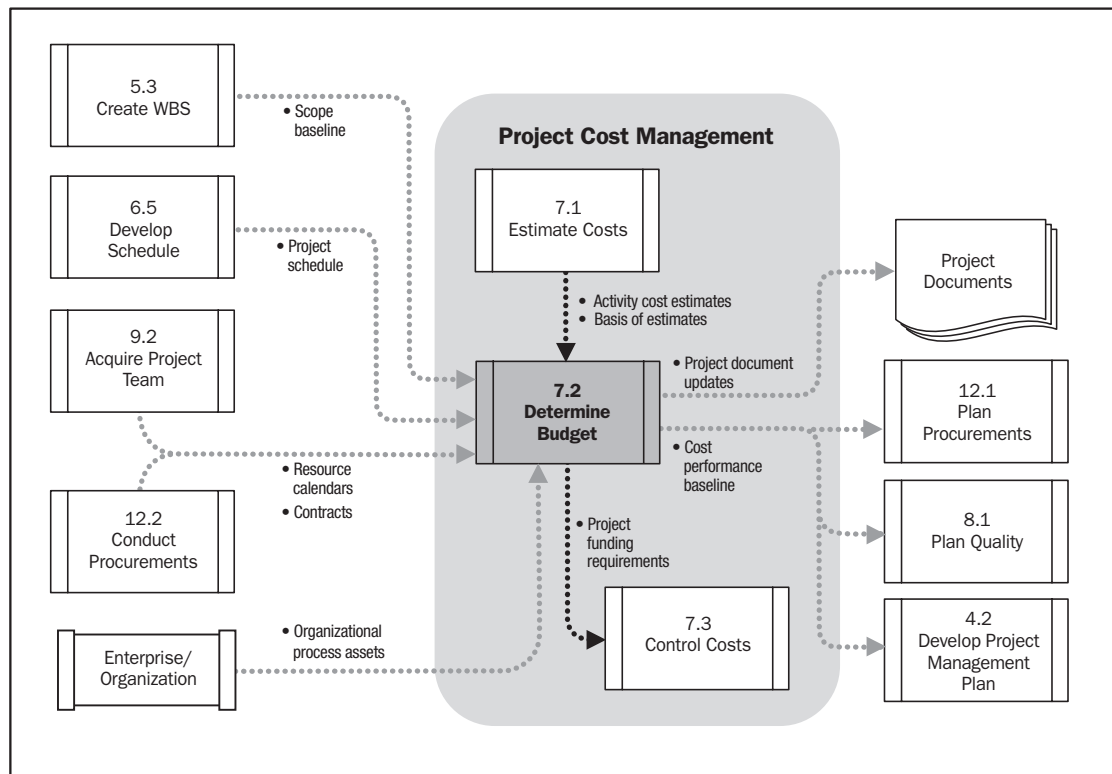 5.3
Create WBS
• Scope
baseline
Project Cost Management
6.5
Develop
Schedule
• Project
schedule
7.1
Estimate Costs
Project
Documents
• Activity cost estimates
• Basis of estimates
9.2
Acquire Project
Team
7.2
Determine
Budget
• Project document
updates
12.1
Plan
Procurements
• Cost
performance
baseline
• Resource
calendars
• Contracts
12.2
Conduct
Procurements
• Project
funding
requirements
8.1
Plan Quality
7.3
Control Costs
4.2
Develop Project
Management
Plan
• Organizational
process assets
Enterprise/
Organization